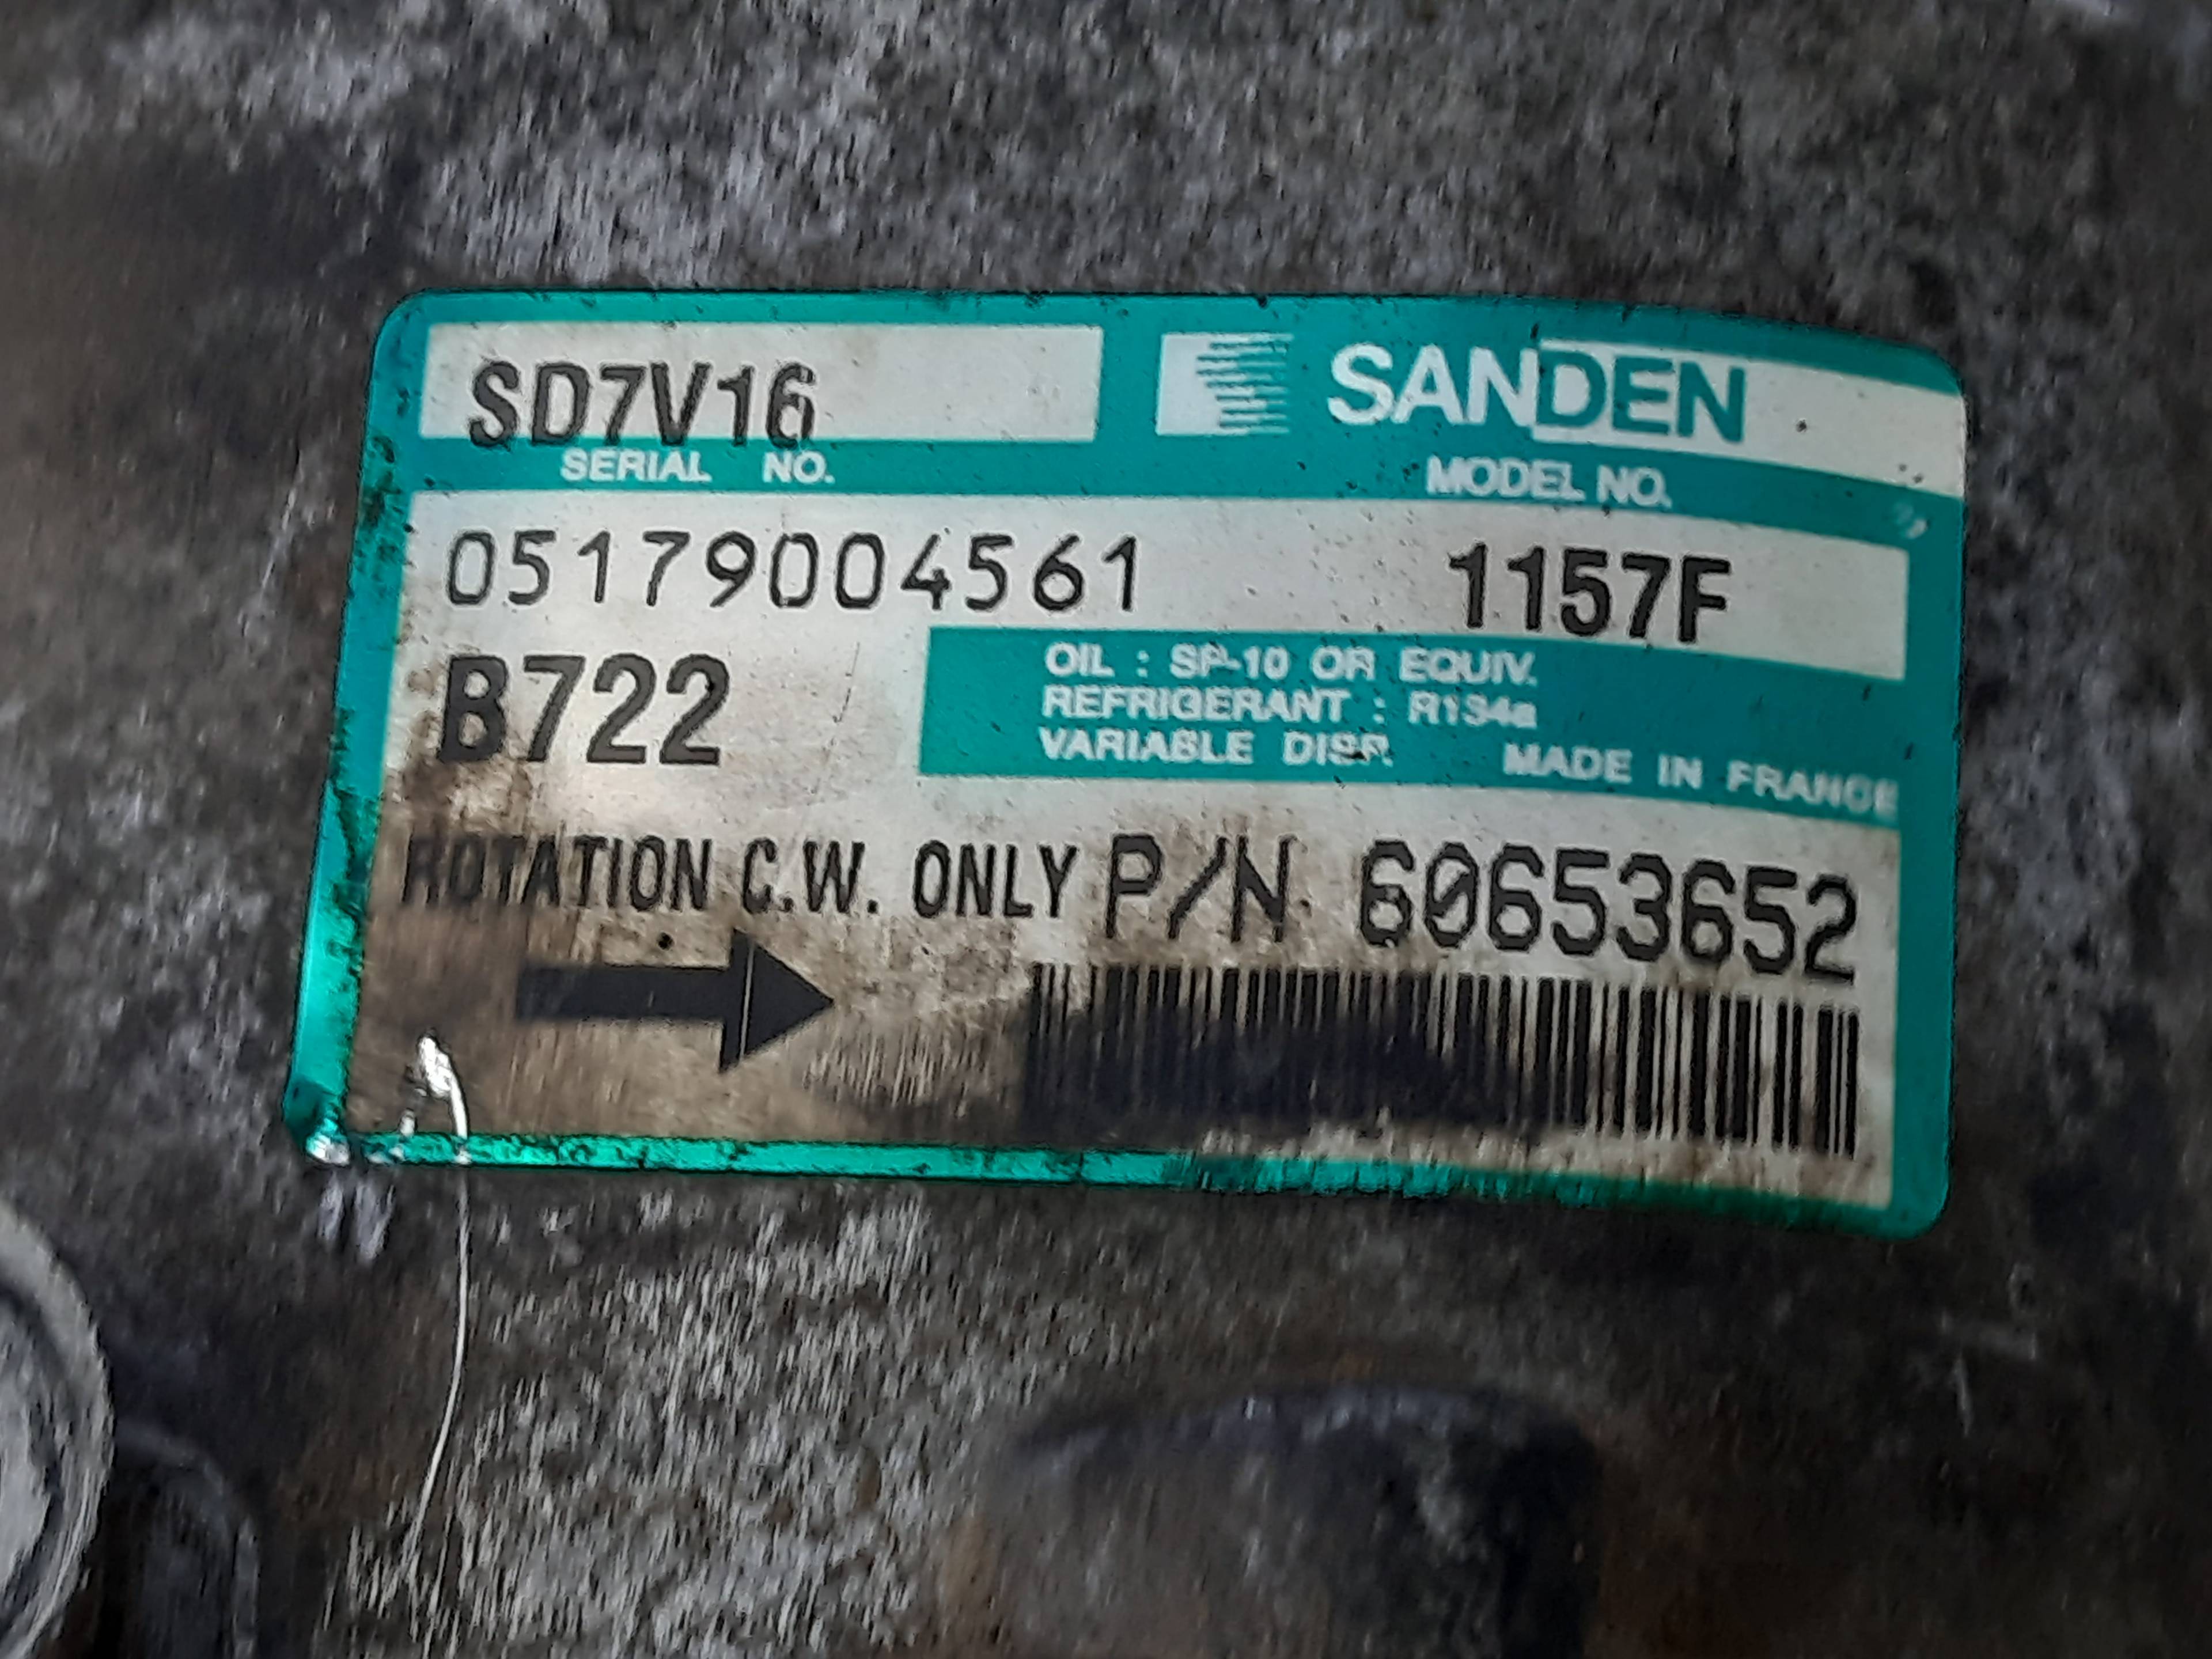 SD7V16 SANDEN
SERIAL NO. MODEL NO.
05179004561 1157F
B722
OIL : SP-10 OR EQUIV.
REFRIGERANT : R134a
VARIABLE DISP. MADE IN FRANCE
ROTATION C.W. ONLY P/N 60653652